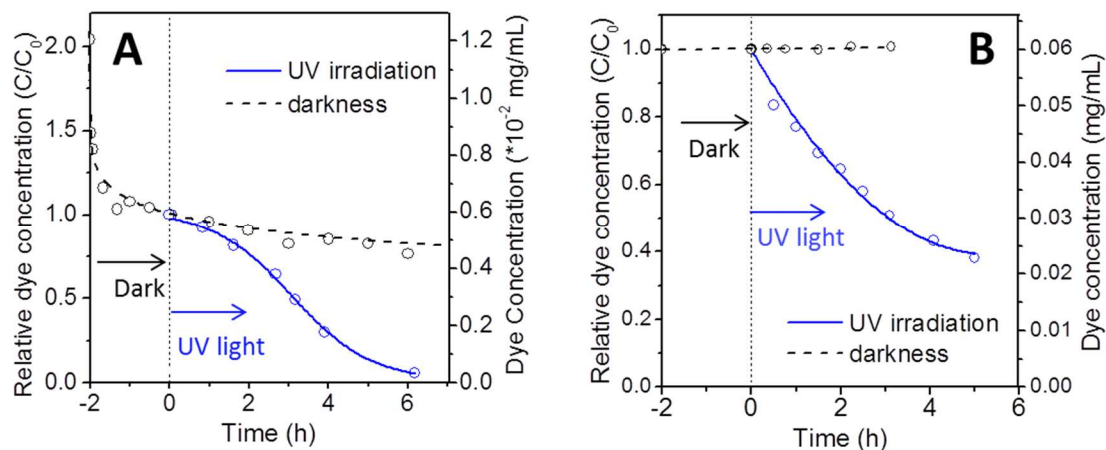 A
Relative dye concentration (C/C₀)
2.0
1.5
1.0
0.5
0.0
UV irradiation
darkness
Dark
UV light
1.2
1.0
0.8
0.6
0.4
0.2
0.0
Dye Concentration (*10⁻² mg/mL)
-2 0 2 4 6
Time (h)
B
Relative dye concentration (C/C₀)
1.0
0.8
0.6
0.4
0.2
0.0
Dark
UV light
UV irradiation
darkness
0.06
0.05
0.04
0.03
0.02
0.01
0.00
Dye concentration (mg/mL)
-2 0 2 4 6
Time (h)